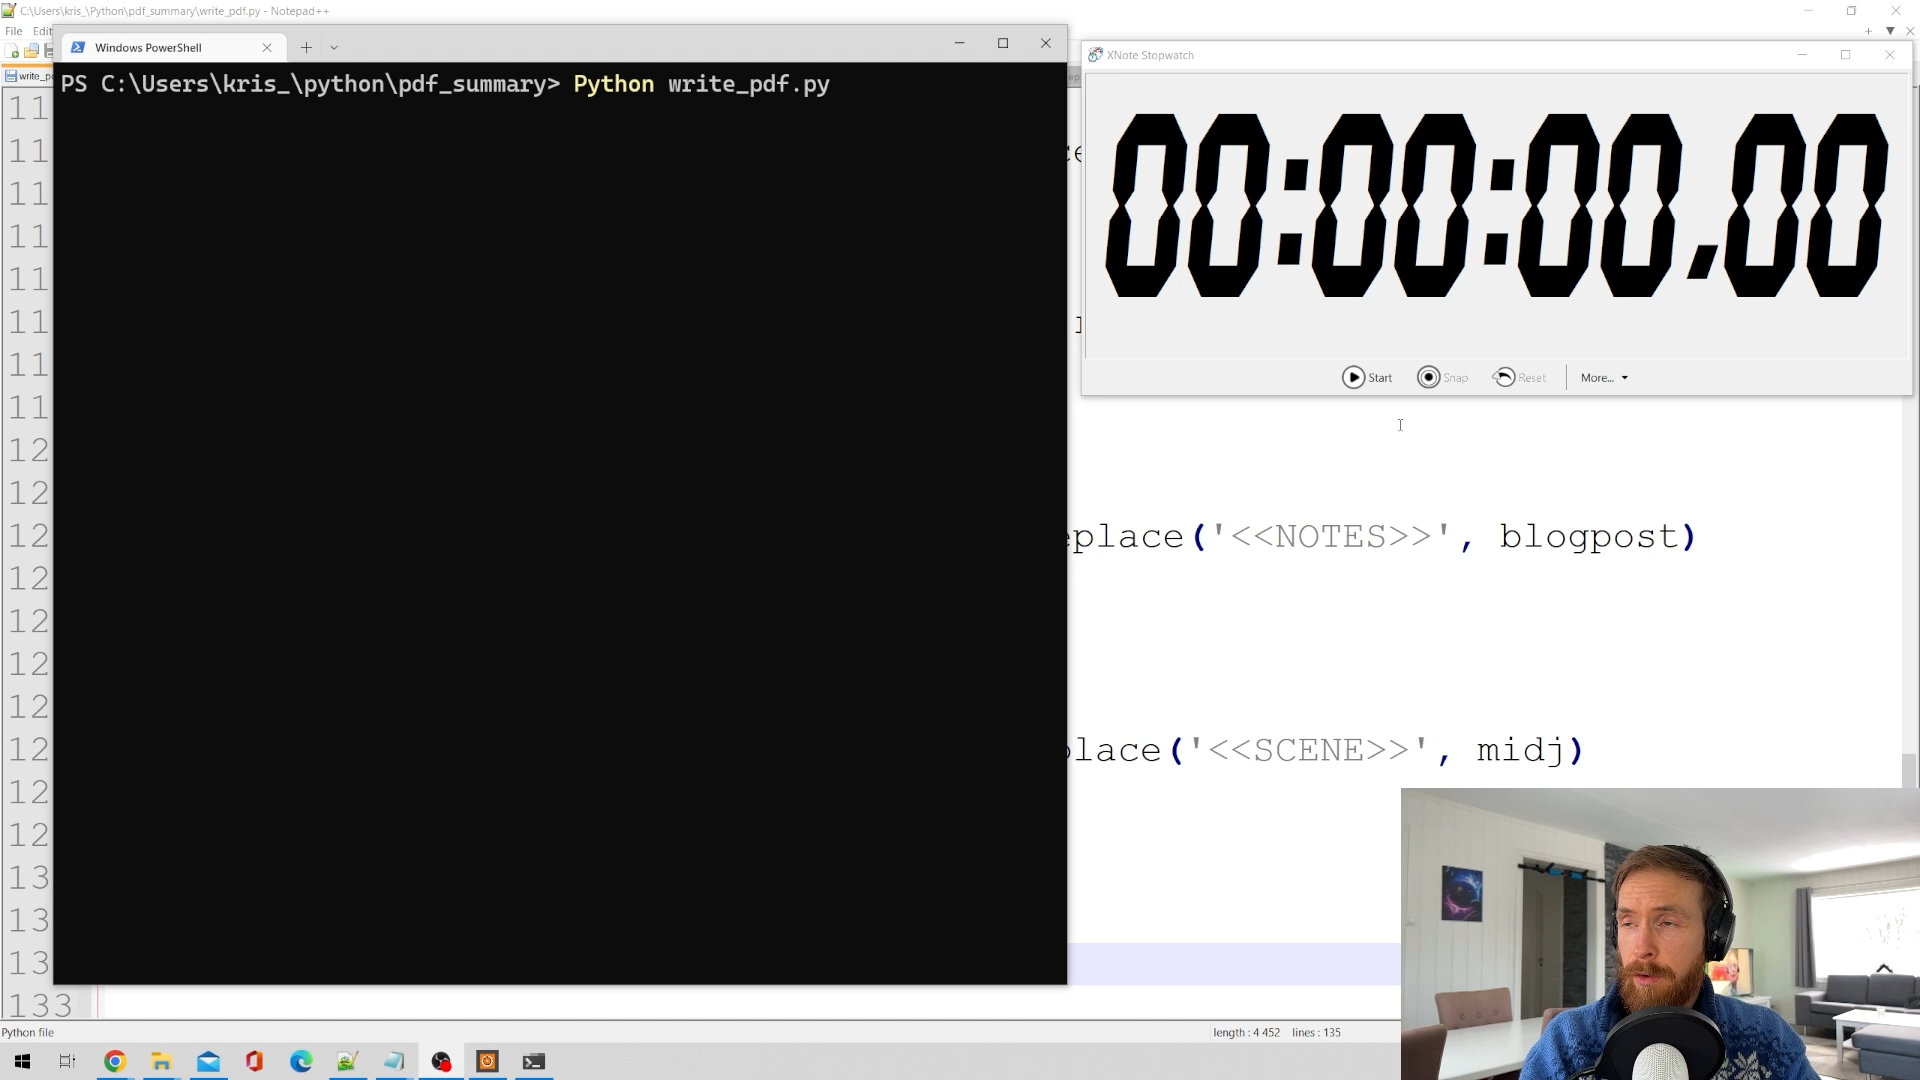 C:\Users\kris_\Python\pdf_summary\write_pdf.py - Notepad++
File Edit
Windows PowerShell
PS C:\Users\kris_\python\pdf_summary> Python write_pdf.py
XNote Stopwatch
00:00:00,00
Start Snap Reset More...
write_p
11
11
11
11
11
11
11
11
12
12
12
eplace('<<NOTES>>', blogpost)
12
12
12
12
12
place('<<SCENE>>', midj)
12
12
13
13
13
133
Python file
length : 4 452 lines : 135